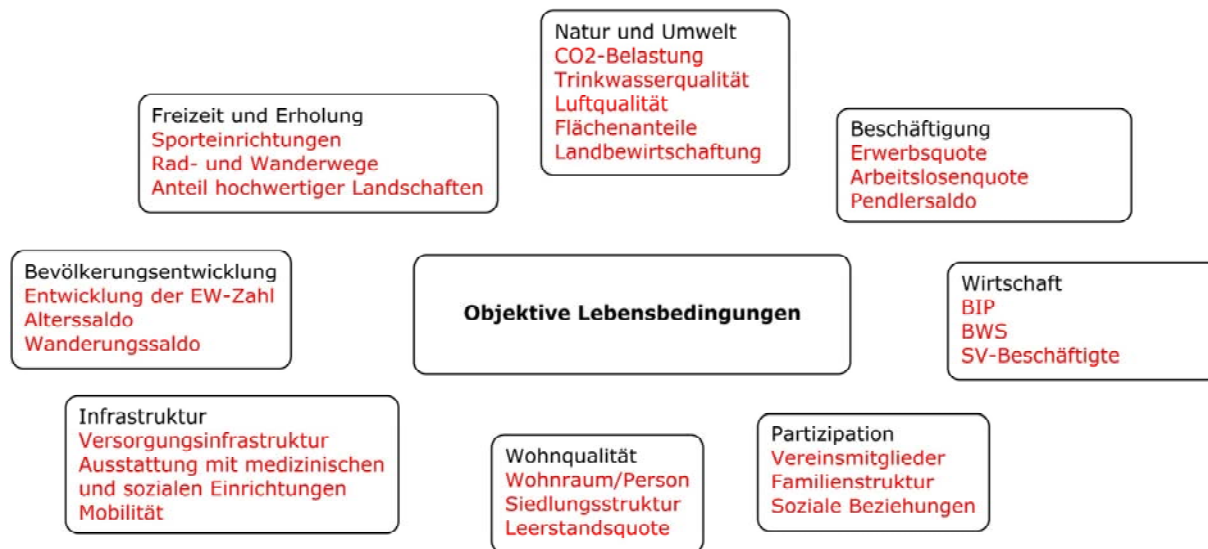 Natur und Umwelt
CO2-Belastung
Trinkwasserqualität
Luftqualität
Flächenanteile
Landbewirtschaftung
Freizeit und Erholung
Sporteinrichtungen
Rad- und Wanderwege
Anteil hochwertiger Landschaften
Beschäftigung
Erwerbsquote
Arbeitslosenquote
Pendlersaldo
Bevölkerungsentwicklung
Entwicklung der EW-Zahl
Alterssaldo
Wanderungssaldo
Objektive Lebensbedingungen
Wirtschaft
BIP
BWS
SV-Beschäftigte
Infrastruktur
Versorgungsinfrastruktur
Ausstattung mit medizinischen
und sozialen Einrichtungen
Mobilität
Wohnqualität
Wohnraum/Person
Siedlungsstruktur
Leerstandsquote
Partizipation
Vereinsmitglieder
Familienstruktur
Soziale Beziehungen